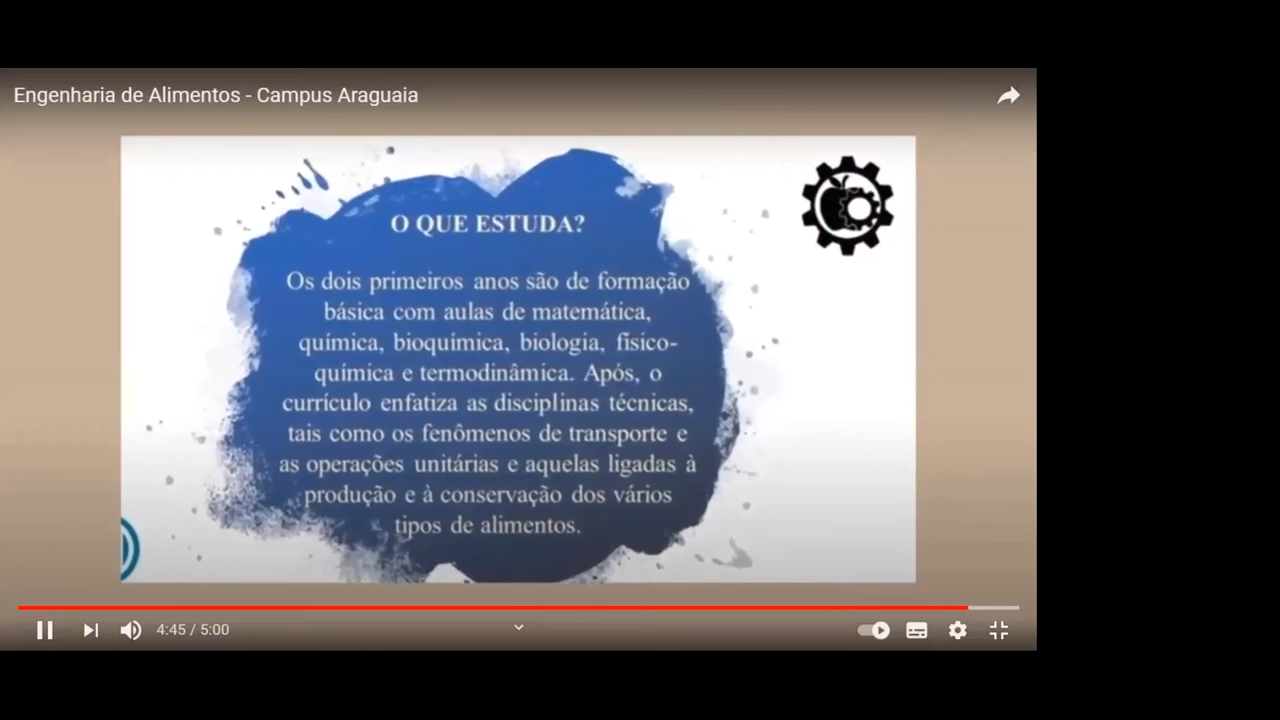 Engenharia de Alimentos - Campus Araguaia
O QUE ESTUDA?
Os dois primeiros anos são de formação
básica com aulas de matemática,
química, bioquímica, biologia, físico-
química e termodinâmica. Após, o
currículo enfatiza as disciplinas técnicas,
tais como os fenômenos de transporte e
as operações unitárias e aquelas ligadas à
produção e à conservação dos vários
tipos de alimentos.
4:45 / 5:00